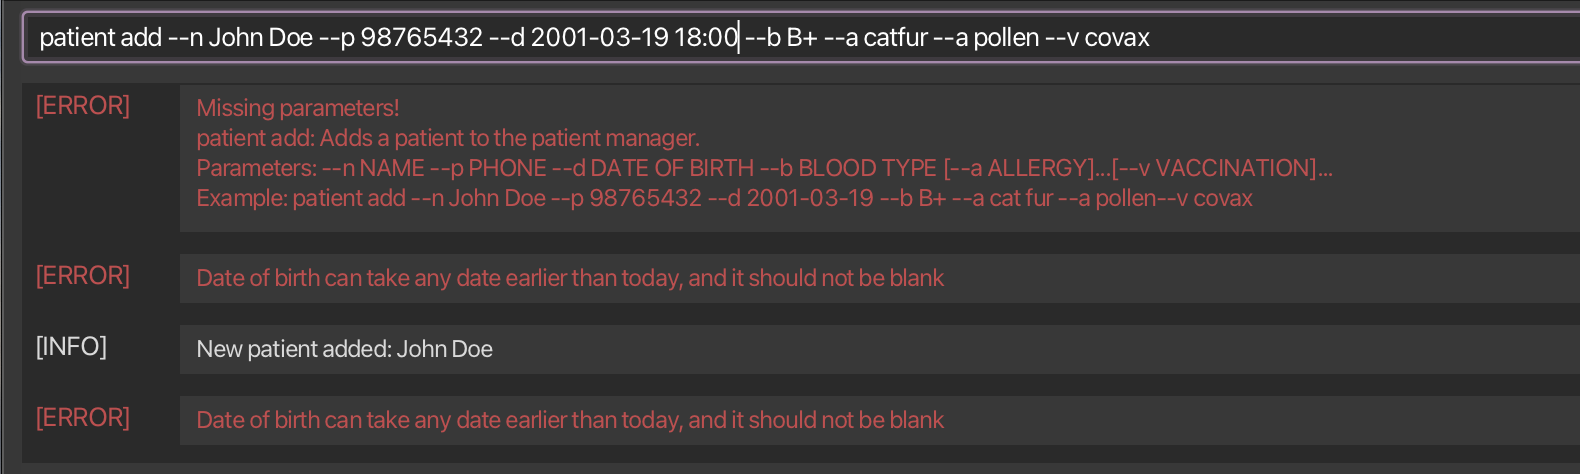 patient add --n John Doe --p 98765432 --d 2001-03-19 18:00 --b B+ --a catfur --a pollen --v covax
[ERROR]
Missing parameters!
patient add: Adds a patient to the patient manager.
Parameters: --n NAME --p PHONE --d DATE OF BIRTH --b BLOOD TYPE [--a ALLERGY]...[--v VACCINATION]...
Example: patient add --n John Doe --p 98765432 --d 2001-03-19 --b B+ --a cat fur --a pollen--v covax
[ERROR]
Date of birth can take any date earlier than today, and it should not be blank
[INFO]
New patient added: John Doe
[ERROR]
Date of birth can take any date earlier than today, and it should not be blank